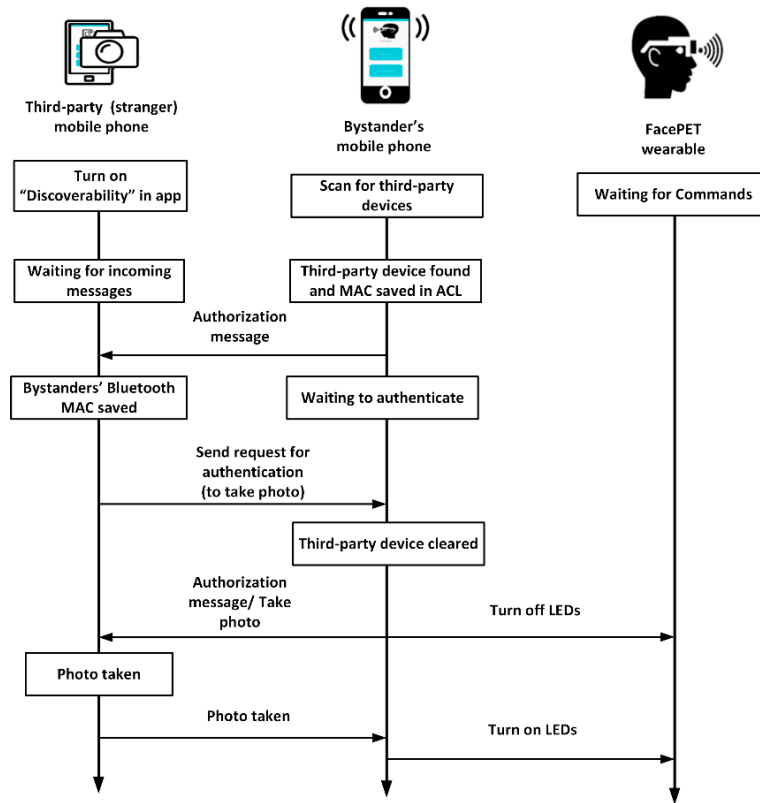 Third-party (stranger)
mobile phone
Bystander's
mobile phone
FacePET
wearable
Turn on
“Discoverability” in app
Scan for third-party
devices
Waiting for Commands
Waiting for incoming
messages
Third-party device found
and MAC saved in ACL
Authorization
message
Bystanders’ Bluetooth
MAC saved
Waiting to authenticate
Send request for
authentication
(to take photo)
Third-party device cleared
Authorization
message/ Take
photo
Turn off LEDs
Photo taken
Photo taken
Turn on LEDs